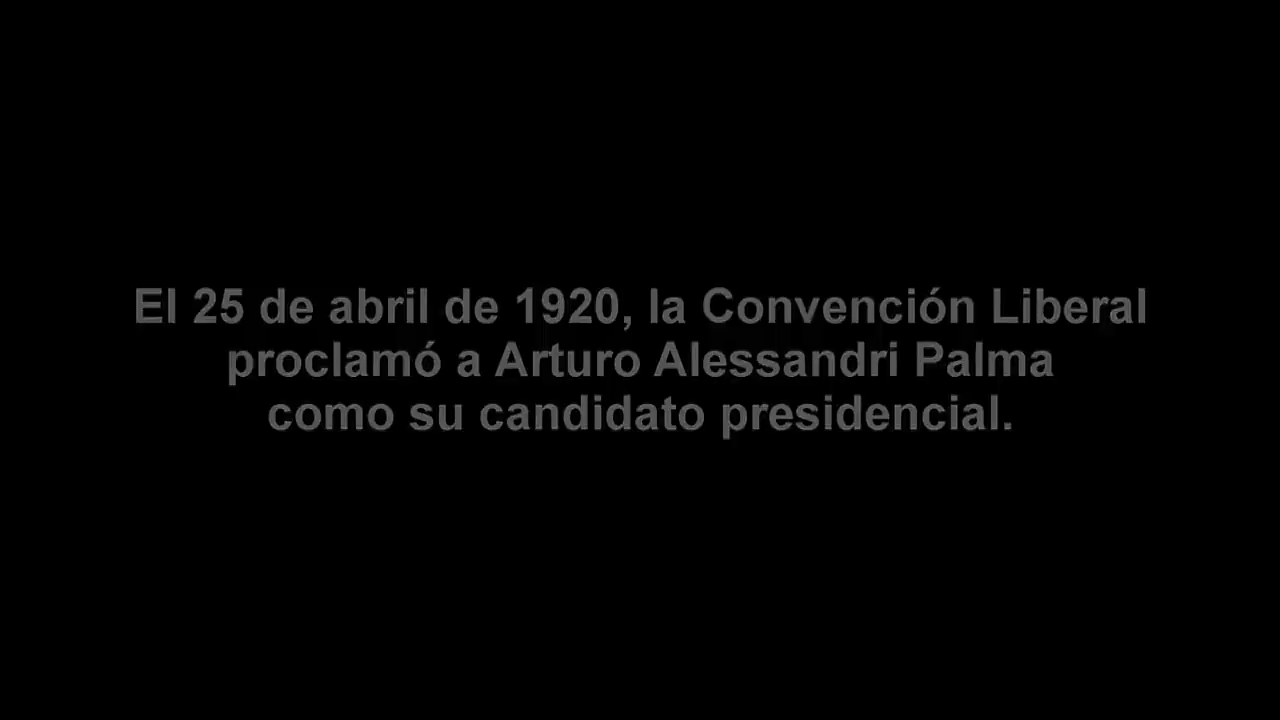 El 25 de abril de 1920, la Convención Liberal
proclamó a Arturo Alessandri Palma
como su candidato presidencial.